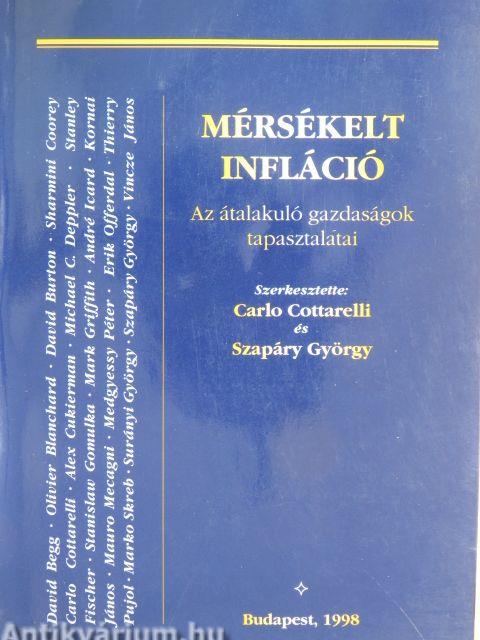 MÉRSÉKELT
INFLÁCIÓ
Az átalakuló gazdaságok
tapasztalatai
Szerkesztette:
Carlo Cottarelli
és
Szapáry György
David Begg · Olivier Blanchard · David Burton · Sharmini Coorey
Carlo Cottarelli · Alex Cukierman · Michael C. Deppler · Stanley
Fischer · Stanislaw Gomulka · Mark Griffith · André Icard · Kornai
János · Mauro Mecagni · Medgyessy Péter · Erik Offerdal · Thierry
Pujol · Marko Skreb · Surányi György · Szapáry György · Vincze János
Budapest, 1998
Antikvárium.hu